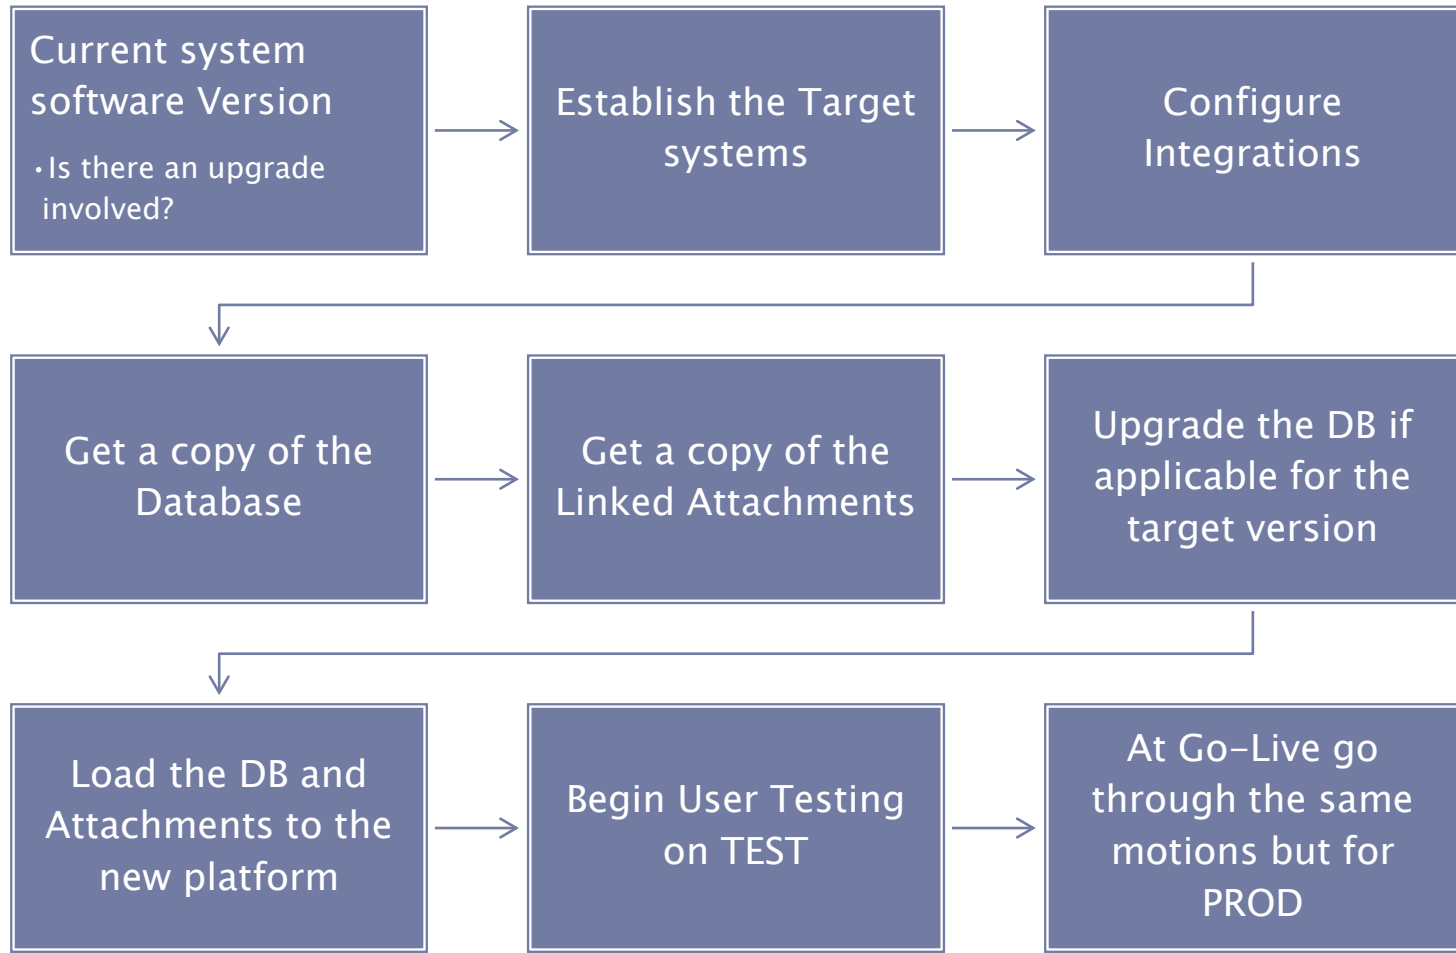 Current system
software Version
• Is there an upgrade
involved?
Establish the Target
systems
Configure
Integrations
Get a copy of the
Database
Get a copy of the
Linked Attachments
Upgrade the DB if
applicable for the
target version
Load the DB and
Attachments to the
new platform
Begin User Testing
on TEST
At Go-Live go
through the same
motions but for
PROD